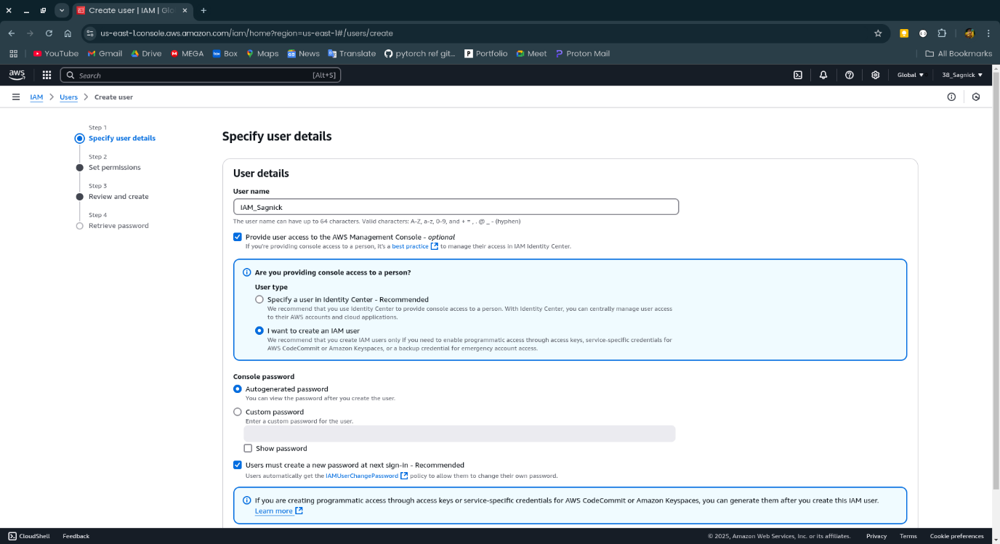 Create user | IAM | Glo
us-east-1.console.aws.amazon.com/iam/home?region=us-east-1#/users/create
YouTube Gmail Drive MEGA Box Maps News Translate pytorch ref git... Portfolio Meet Proton Mail All Bookmarks
aws Search [Alt+S] Global 38_Sagnick
IAM Users Create user
Step 1
Specify user details
Step 2
Set permissions
Step 3
Review and create
Step 4
Retrieve password
Specify user details
User details
User name
IAM_Sagnick
The user name can have up to 64 characters. Valid characters: A-Z, a-z, 0-9, and + = , . @ _ - (hyphen)
Provide user access to the AWS Management Console - optional
If you're providing console access to a person, it's a best practice to manage their access in IAM Identity Center.
Are you providing console access to a person?
User type
Specify a user in Identity Center - Recommended
We recommend that you use Identity Center to provide console access to a person. With Identity Center, you can centrally manage user access
to their AWS accounts and cloud applications.
I want to create an IAM user
We recommend that you create IAM users only if you need to enable programmatic access through access keys, service-specific credentials for
AWS CodeCommit or Amazon Keyspaces, or a backup credential for emergency account access.
Console password
Autogenerated password
You can view the password after you create the user.
Custom password
Enter a custom password for the user.
Show password
Users must create a new password at next sign-in - Recommended
Users automatically get the IAMUserChangePassword policy to allow them to change their own password.
If you are creating programmatic access through access keys or service-specific credentials for AWS CodeCommit or Amazon Keyspaces, you can generate them after you create this IAM user.
Learn more
CloudShell Feedback © 2025, Amazon Web Services, Inc. or its affiliates. Privacy Terms Cookie preferences